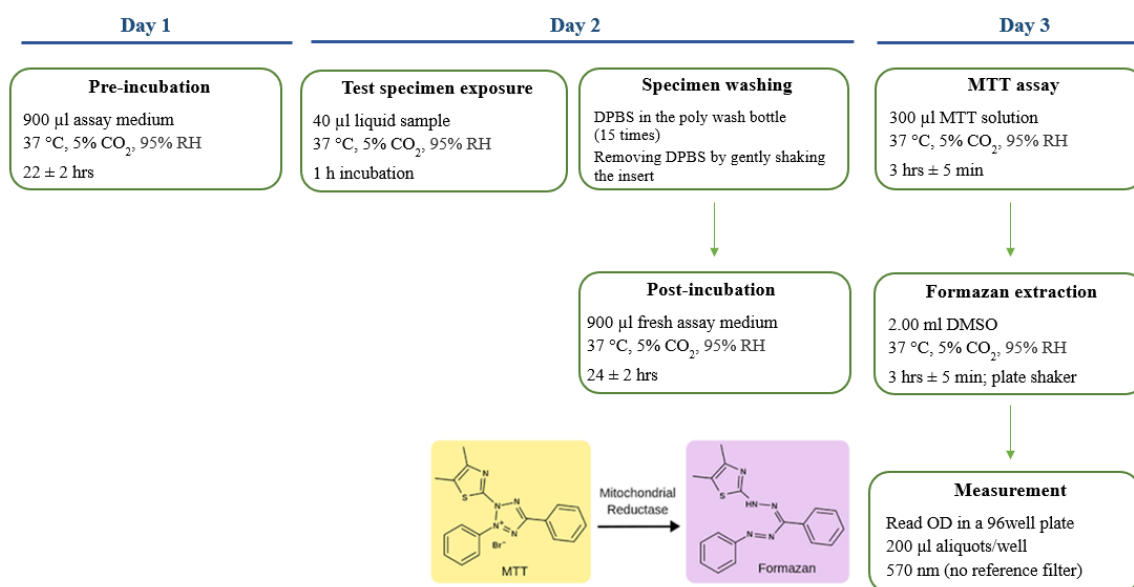 Day 1
Day 2
Day 3
Pre-incubation
900 µl assay medium
37 °C, 5% CO₂, 95% RH
22 ± 2 hrs
Test specimen exposure
40 µl liquid sample
37 °C, 5% CO₂, 95% RH
1 h incubation
Specimen washing
DPBS in the poly wash bottle
(15 times)
Removing DPBS by gently shaking
the insert
MTT assay
300 µl MTT solution
37 °C, 5% CO₂, 95% RH
3 hrs ± 5 min
Post-incubation
900 µl fresh assay medium
37 °C, 5% CO₂, 95% RH
24 ± 2 hrs
Formazan extraction
2.00 ml DMSO
37 °C, 5% CO₂, 95% RH
3 hrs ± 5 min; plate shaker
N
S
N
N
N⁺
N
Br⁻
MTT
Mitochondrial
Reductase
N
S
HN
N
N
N
Formazan
Measurement
Read OD in a 96well plate
200 µl aliquots/well
570 nm (no reference filter)